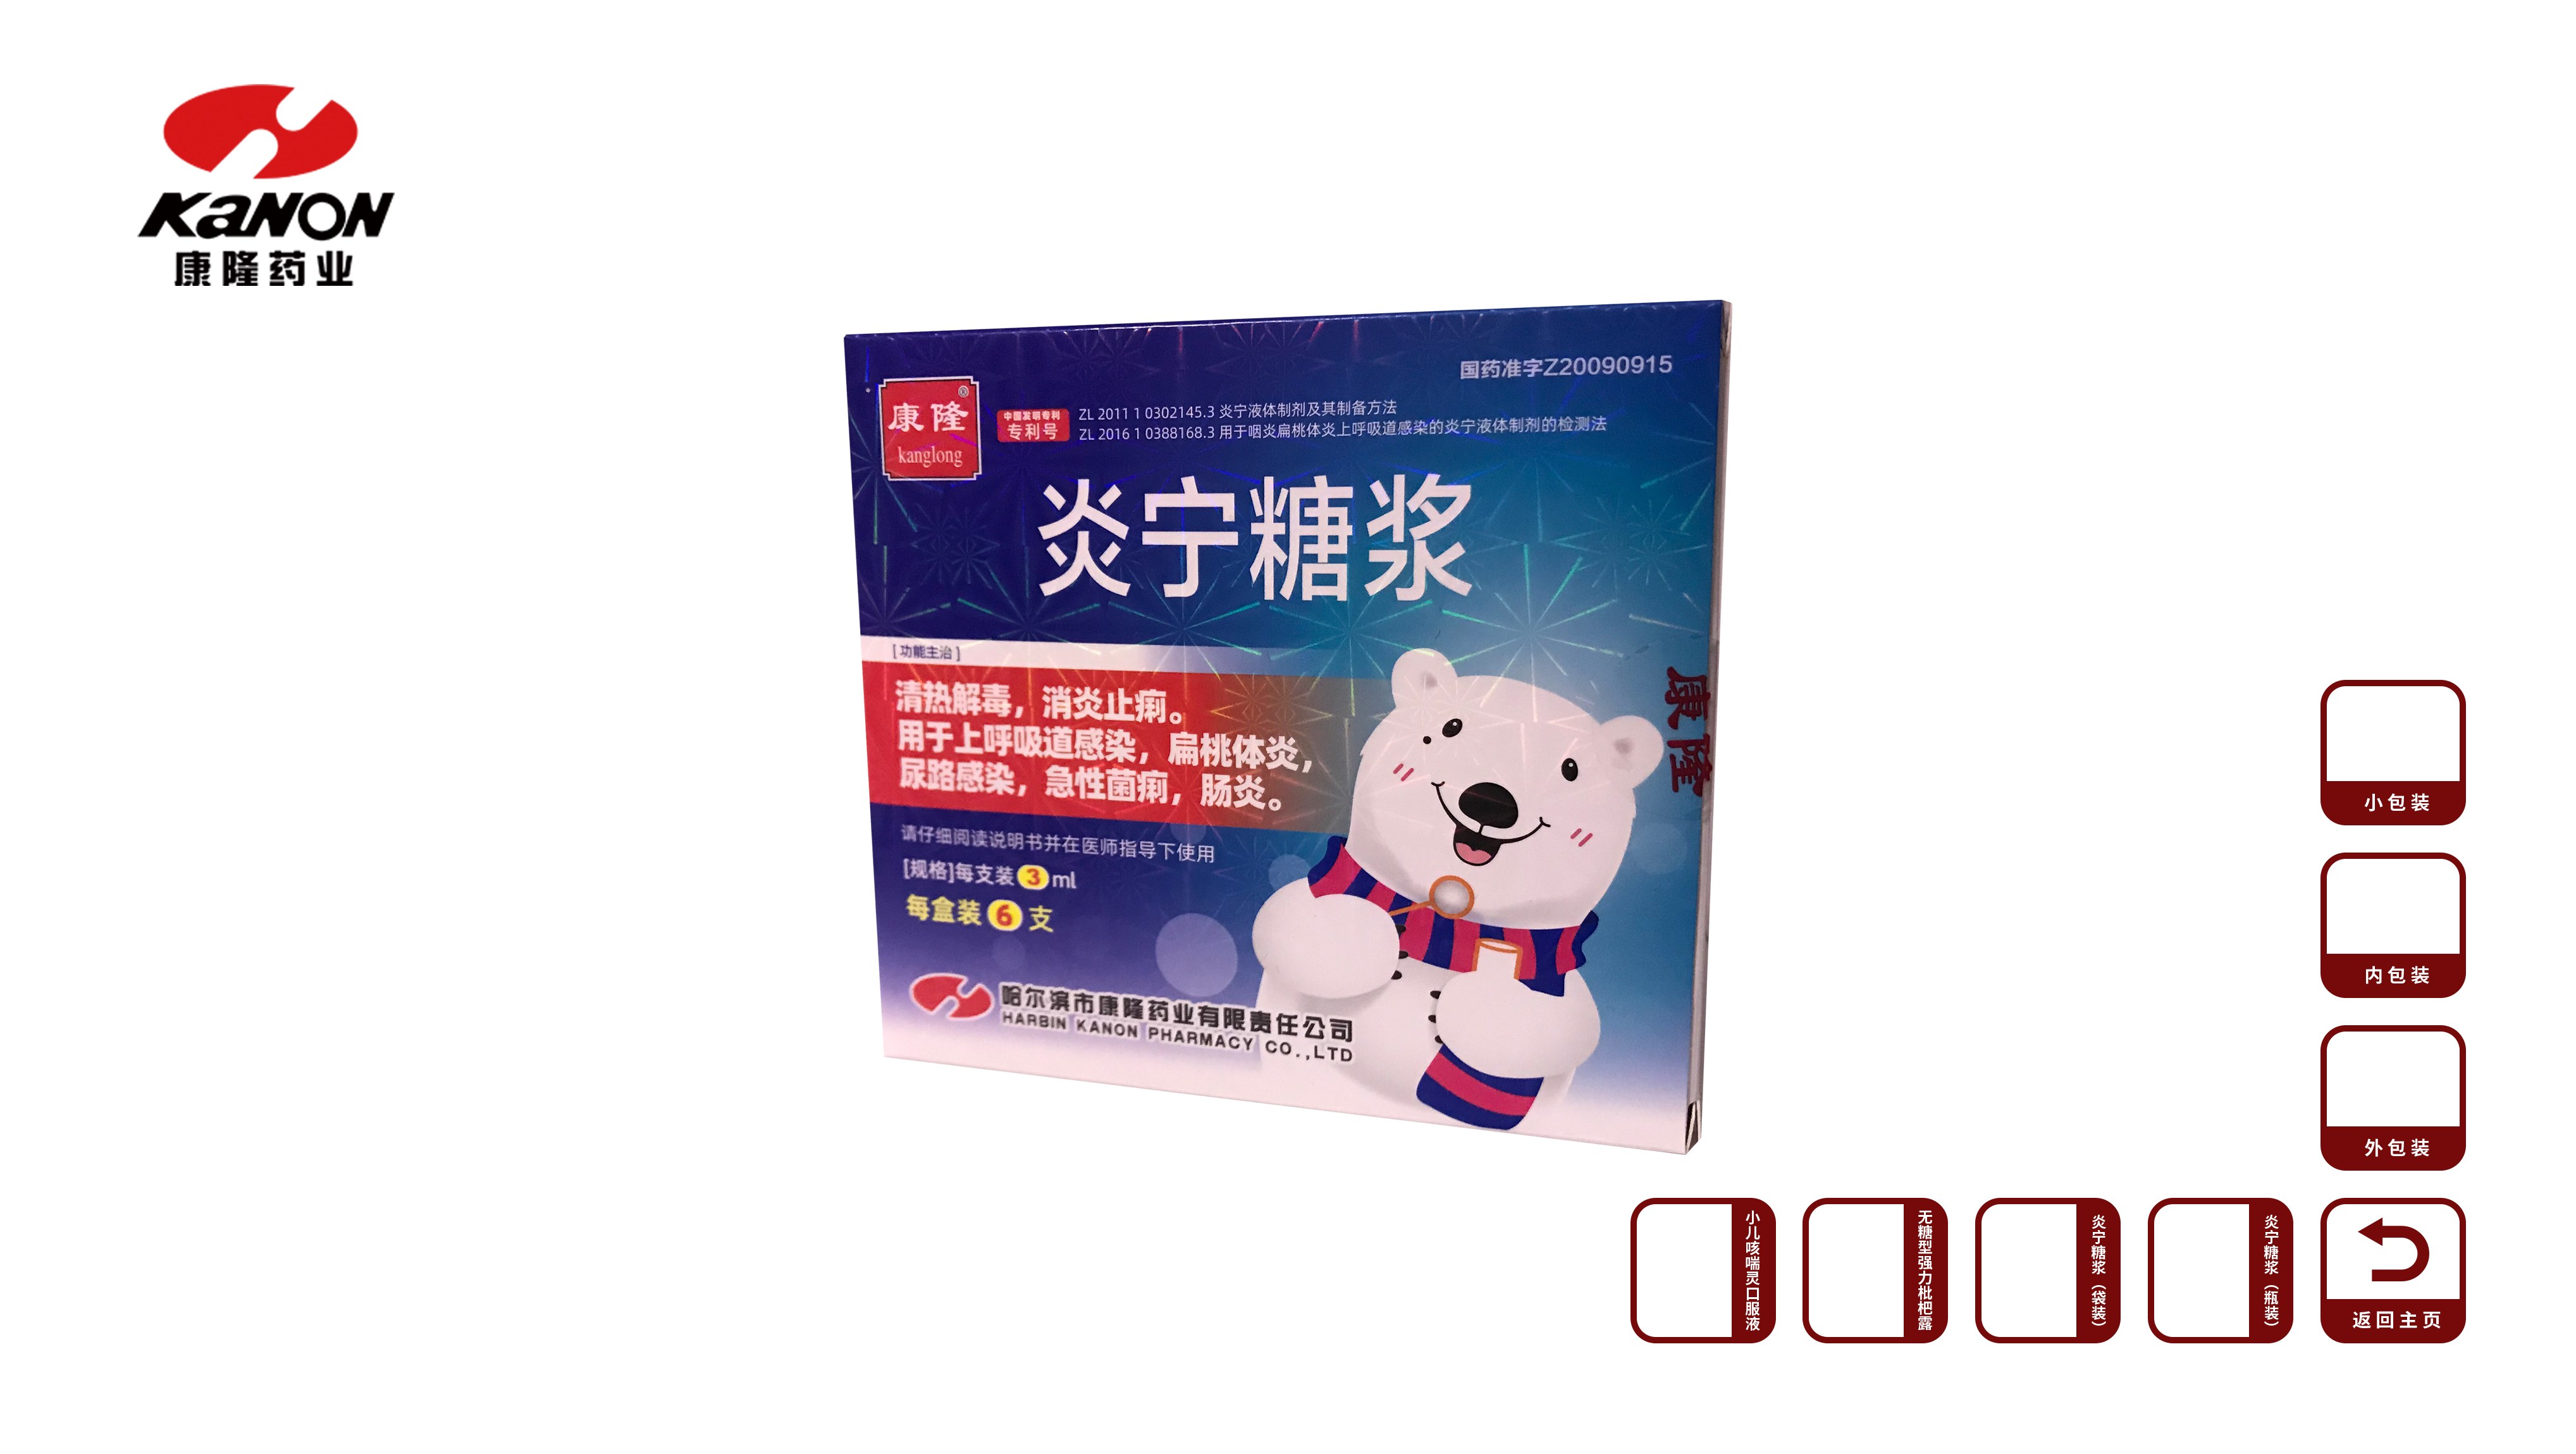 KANON
康隆药业
国药准字Z20090915
康隆®
kanglong
中国发明专利
专利号
ZL 2011 1 0302145.3 炎宁液体制剂及其制备方法
ZL 2016 1 0388168.3 用于咽炎扁桃体炎上呼吸道感染的炎宁液体制剂的检测法
炎宁糖浆
[功能主治]
清热解毒，消炎止痢。
用于上呼吸道感染，扁桃体炎，
尿路感染，急性菌痢，肠炎。
请仔细阅读说明书并在医师指导下使用
[规格]每支装3ml
每盒装6支
哈尔滨市康隆药业有限责任公司
HARBIN KANON PHARMACY CO.,LTD
康隆
小包装
内包装
外包装
小儿咳喘灵口服液
无糖型强力枇杷露
炎宁糖浆（袋装）
炎宁糖浆（瓶装）
返回主页